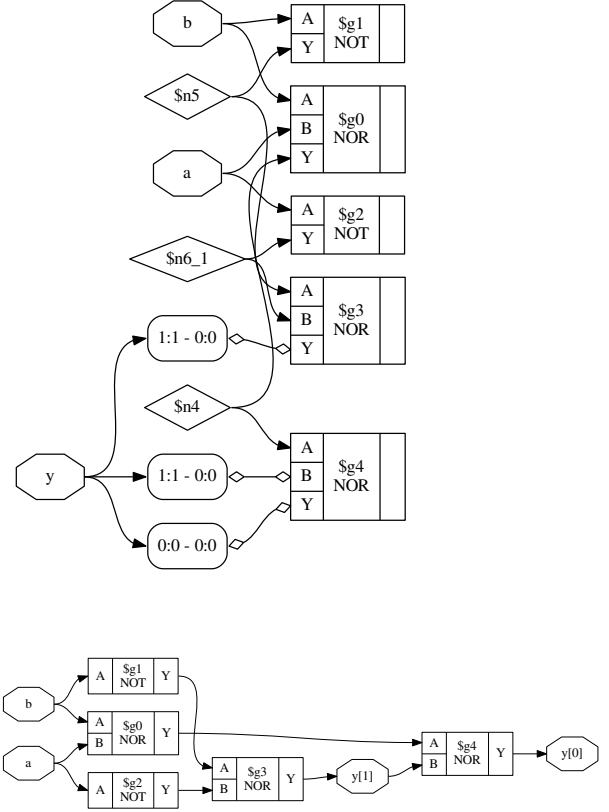 b
A
$g1
NOT
Y
$n5
A
$g0
NOR
B
Y
a
A
$g2
NOT
Y
$n6_1
A
$g3
NOR
B
Y
1:1 - 0:0
$n4
A
$g4
NOR
B
Y
y
1:1 - 0:0
0:0 - 0:0
b
A
$g1
NOT
Y
A
B
$g0
NOR
Y
a
A
$g2
NOT
Y
A
B
$g3
NOR
Y
y[1]
A
B
$g4
NOR
Y
y[0]